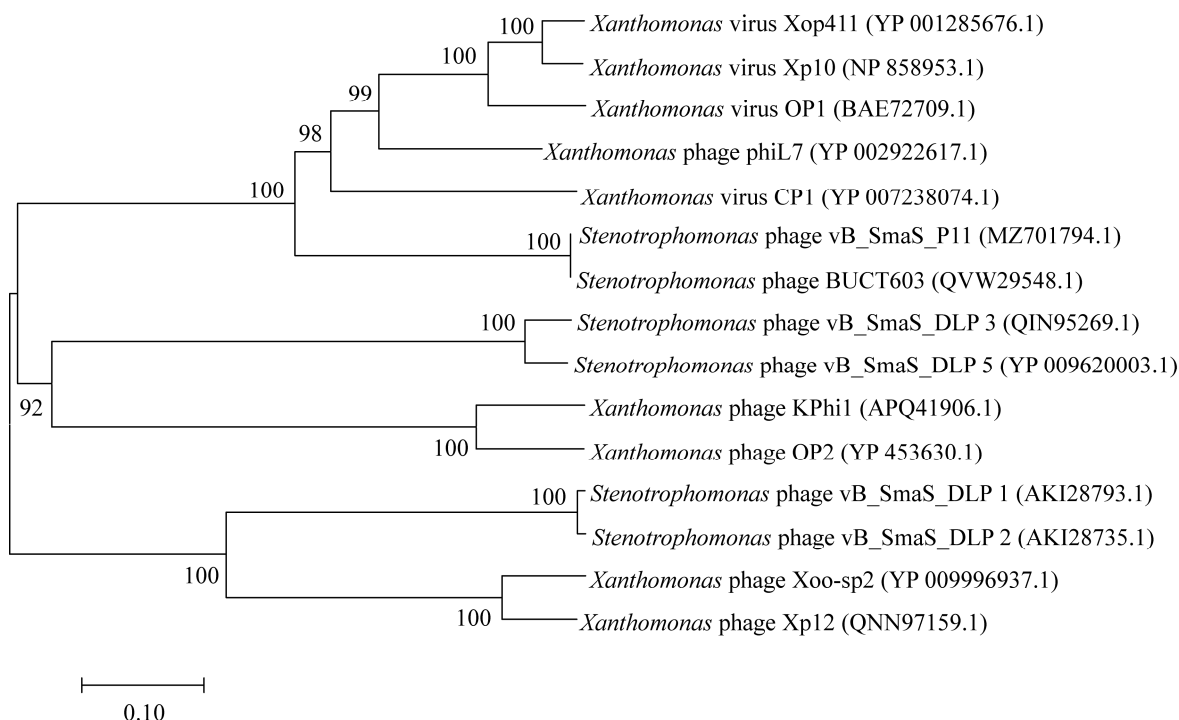 100 Xanthomonas virus Xop411 (YP 001285676.1)
100 Xanthomonas virus Xp10 (NP 858953.1)
99 Xanthomonas virus OP1 (BAE72709.1)
98 Xanthomonas phage phiL7 (YP 002922617.1)
100 Xanthomonas virus CP1 (YP 007238074.1)
100 Stenotrophomonas phage vB_SmaS_P11 (MZ701794.1)
Stenotrophomonas phage BUCT603 (QVW29548.1)
100 Stenotrophomonas phage vB_SmaS_DLP 3 (QIN95269.1)
Stenotrophomonas phage vB_SmaS_DLP 5 (YP 009620003.1)
92 Xanthomonas phage KPhi1 (APQ41906.1)
100 Xanthomonas phage OP2 (YP 453630.1)
100 Stenotrophomonas phage vB_SmaS_DLP 1 (AKI28793.1)
Stenotrophomonas phage vB_SmaS_DLP 2 (AKI28735.1)
100 Xanthomonas phage Xoo-sp2 (YP 009996937.1)
100 Xanthomonas phage Xp12 (QNN97159.1)
0.10